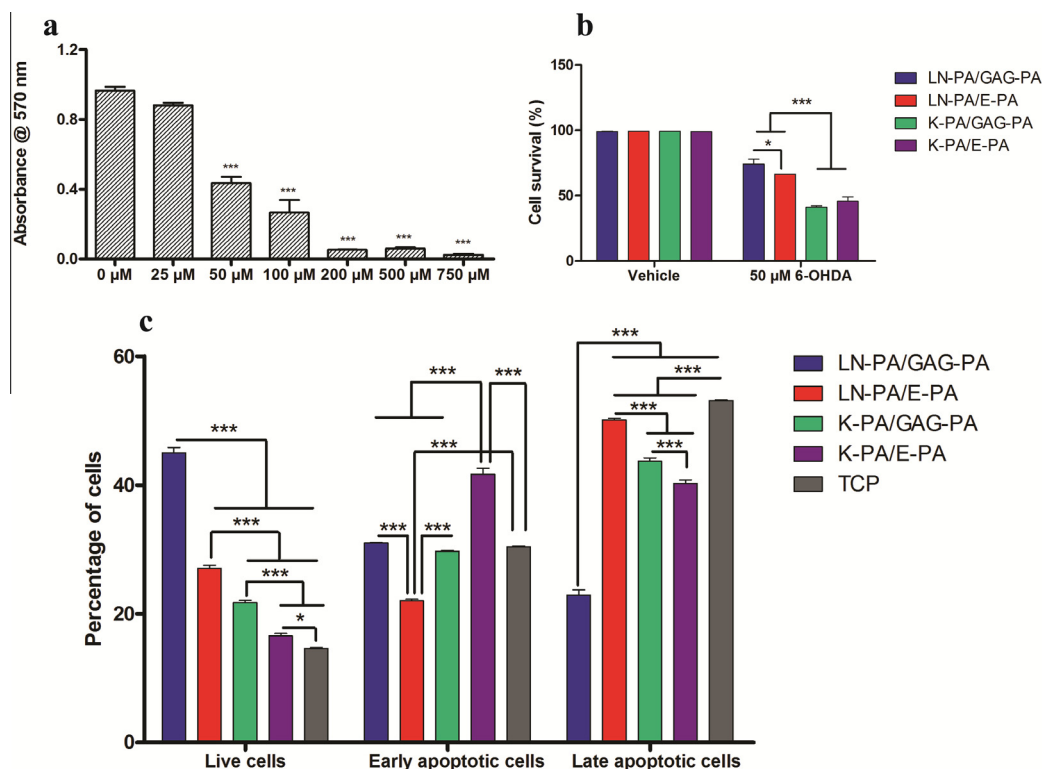 a
Absorbance @ 570 nm
1.2
0.8
0.4
0.0
***
***
***
***
***
0 µM 25 µM 50 µM 100 µM 200 µM 500 µM 750 µM
b
Cell survival (%)
150
100
50
0
***
*
Vehicle 50 µM 6-OHDA
LN-PA/GAG-PA
LN-PA/E-PA
K-PA/GAG-PA
K-PA/E-PA
c
Percentage of cells
60
40
20
0
***
***
***
*
***
***
***
***
***
***
***
***
***
Live cells Early apoptotic cells Late apoptotic cells
LN-PA/GAG-PA
LN-PA/E-PA
K-PA/GAG-PA
K-PA/E-PA
TCP